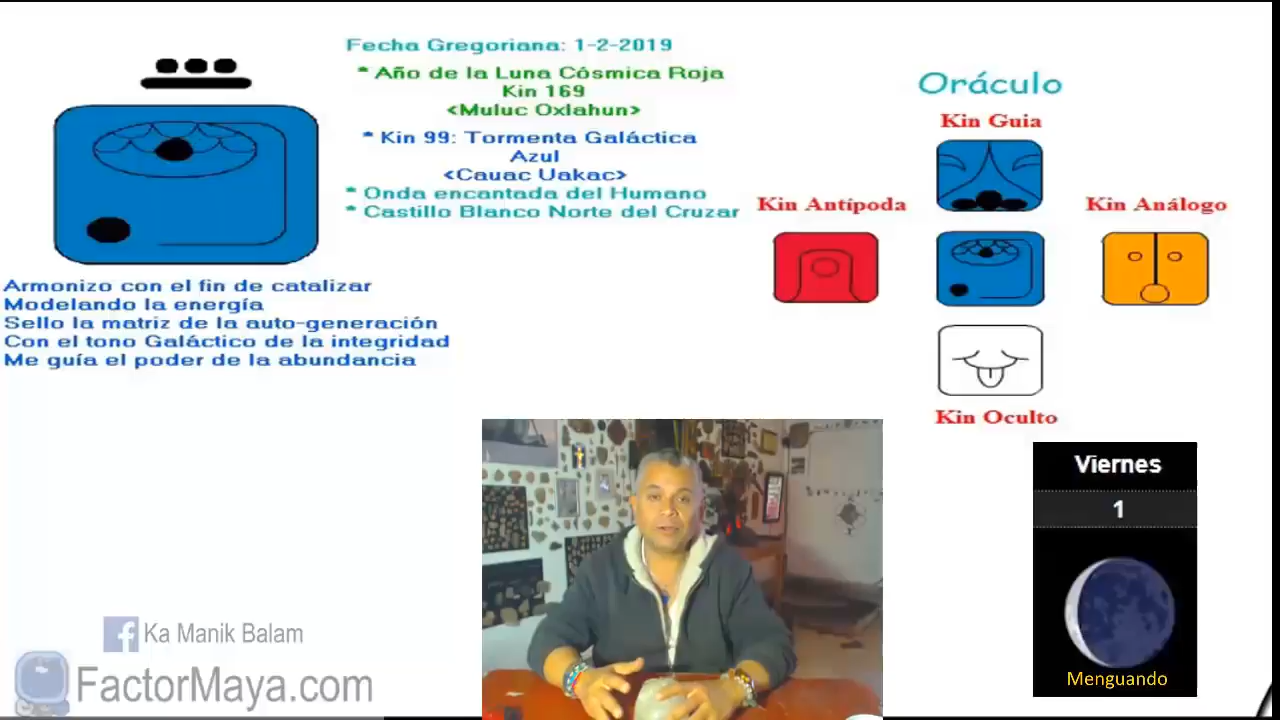 Fecha Gregoriana: 1-2-2019
* Año de la Luna Cósmica Roja
Kin 169
<Muluc Oxlahun>
* Kin 99: Tormenta Galáctica
Azul
<Cauac Uakac>
* Onda encantada del Humano
* Castillo Blanco Norte del Cruzar
Armonizo con el fin de catalizar
Modelando la energía
Sello la matriz de la auto-generación
Con el tono Galáctico de la integridad
Me guía el poder de la abundancia
Oráculo
Kin Guia
Kin Antípoda
Kin Análogo
Kin Oculto
Viernes
1
Menguando
Ka Manik Balam
FactorMaya.com